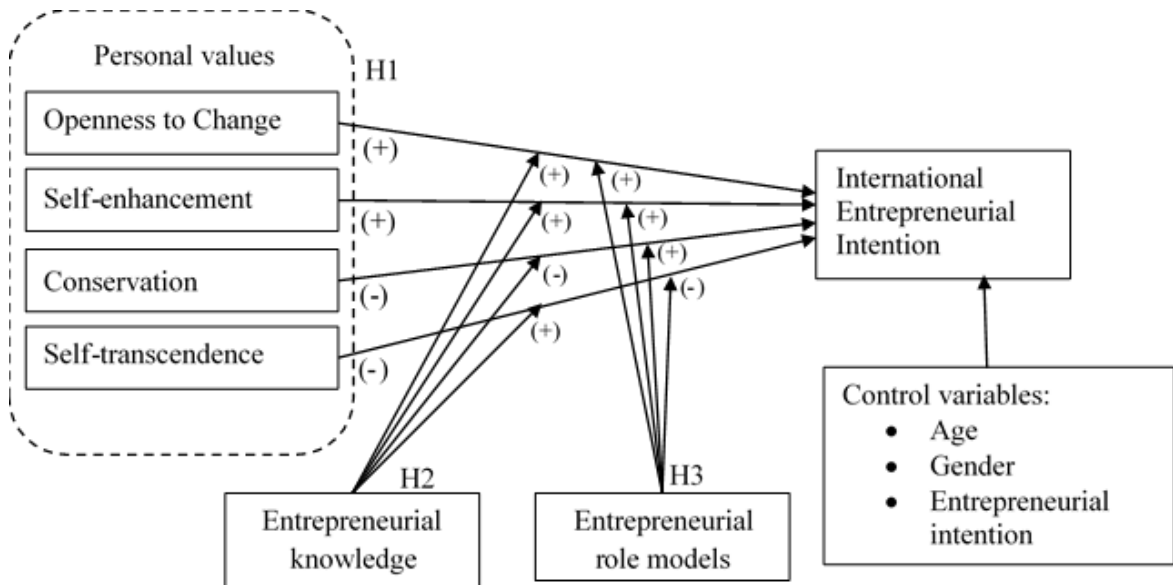 Personal values
H1
Openness to Change
(+)
(+)
(+)
Self-enhancement
(+)
(+)
(+)
Conservation
(-)
(-)
(+)
Self-transcendence
(-)
(+)
(-)
International
Entrepreneurial
Intention
H2
Entrepreneurial
knowledge
H3
Entrepreneurial
role models
Control variables:
● Age
● Gender
● Entrepreneurial
intention